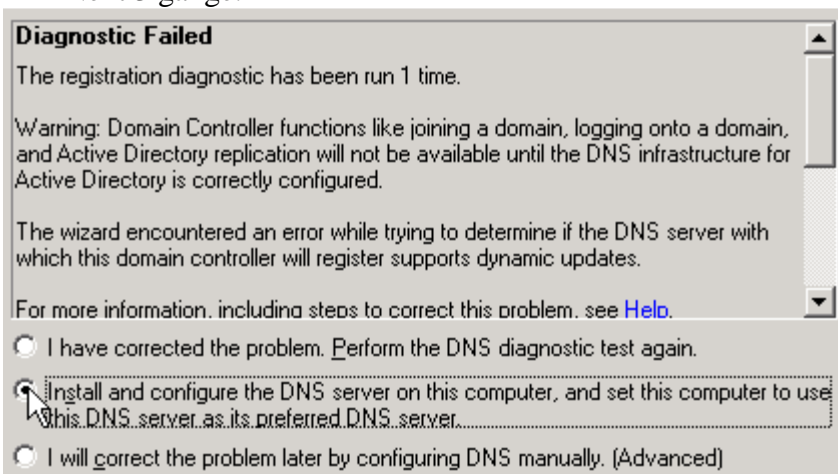 Diagnostic Failed
The registration diagnostic has been run 1 time.
Warning: Domain Controller functions like joining a domain, logging onto a domain,
and Active Directory replication will not be available until the DNS infrastructure for
Active Directory is correctly configured.
The wizard encountered an error while trying to determine if the DNS server with
which this domain controller will register supports dynamic updates.
For more information, including steps to correct this problem, see Help.
I have corrected the problem. Perform the DNS diagnostic test again.
Install and configure the DNS server on this computer, and set this computer to use
this DNS server as its preferred DNS server.
I will correct the problem later by configuring DNS manually. (Advanced)